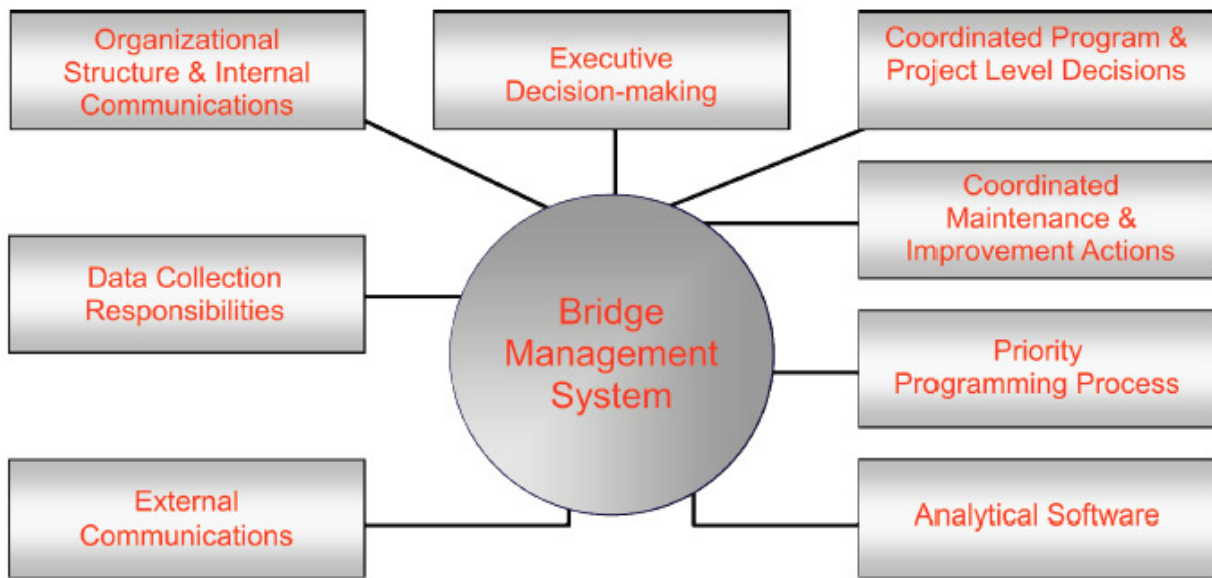 Organizational
Structure & Internal
Communications
Executive
Decision-making
Coordinated Program &
Project Level Decisions
Coordinated
Maintenance &
Improvement Actions
Data Collection
Responsibilities
Bridge
Management
System
Priority
Programming Process
External
Communications
Analytical Software